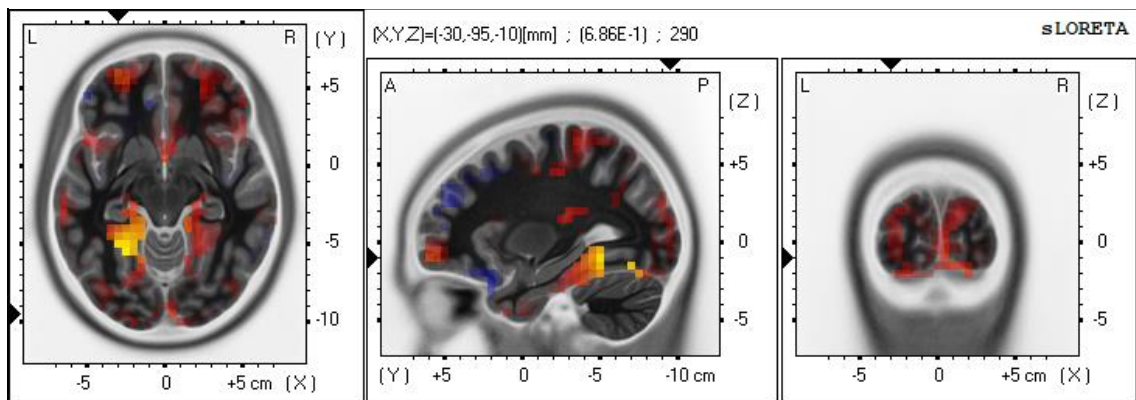 (X,Y,Z)=(-30,-95,-10)[mm] ; (6.86E-1) ; 290
sLORETA
L R (Y)
+5
0
-5
-10
-5 0 +5 cm (X)
A P (Z)
+5
0
-5
(Y) +5 0 -5 -10 cm
L R (Z)
+5
0
-5
-5 0 +5 cm (X)